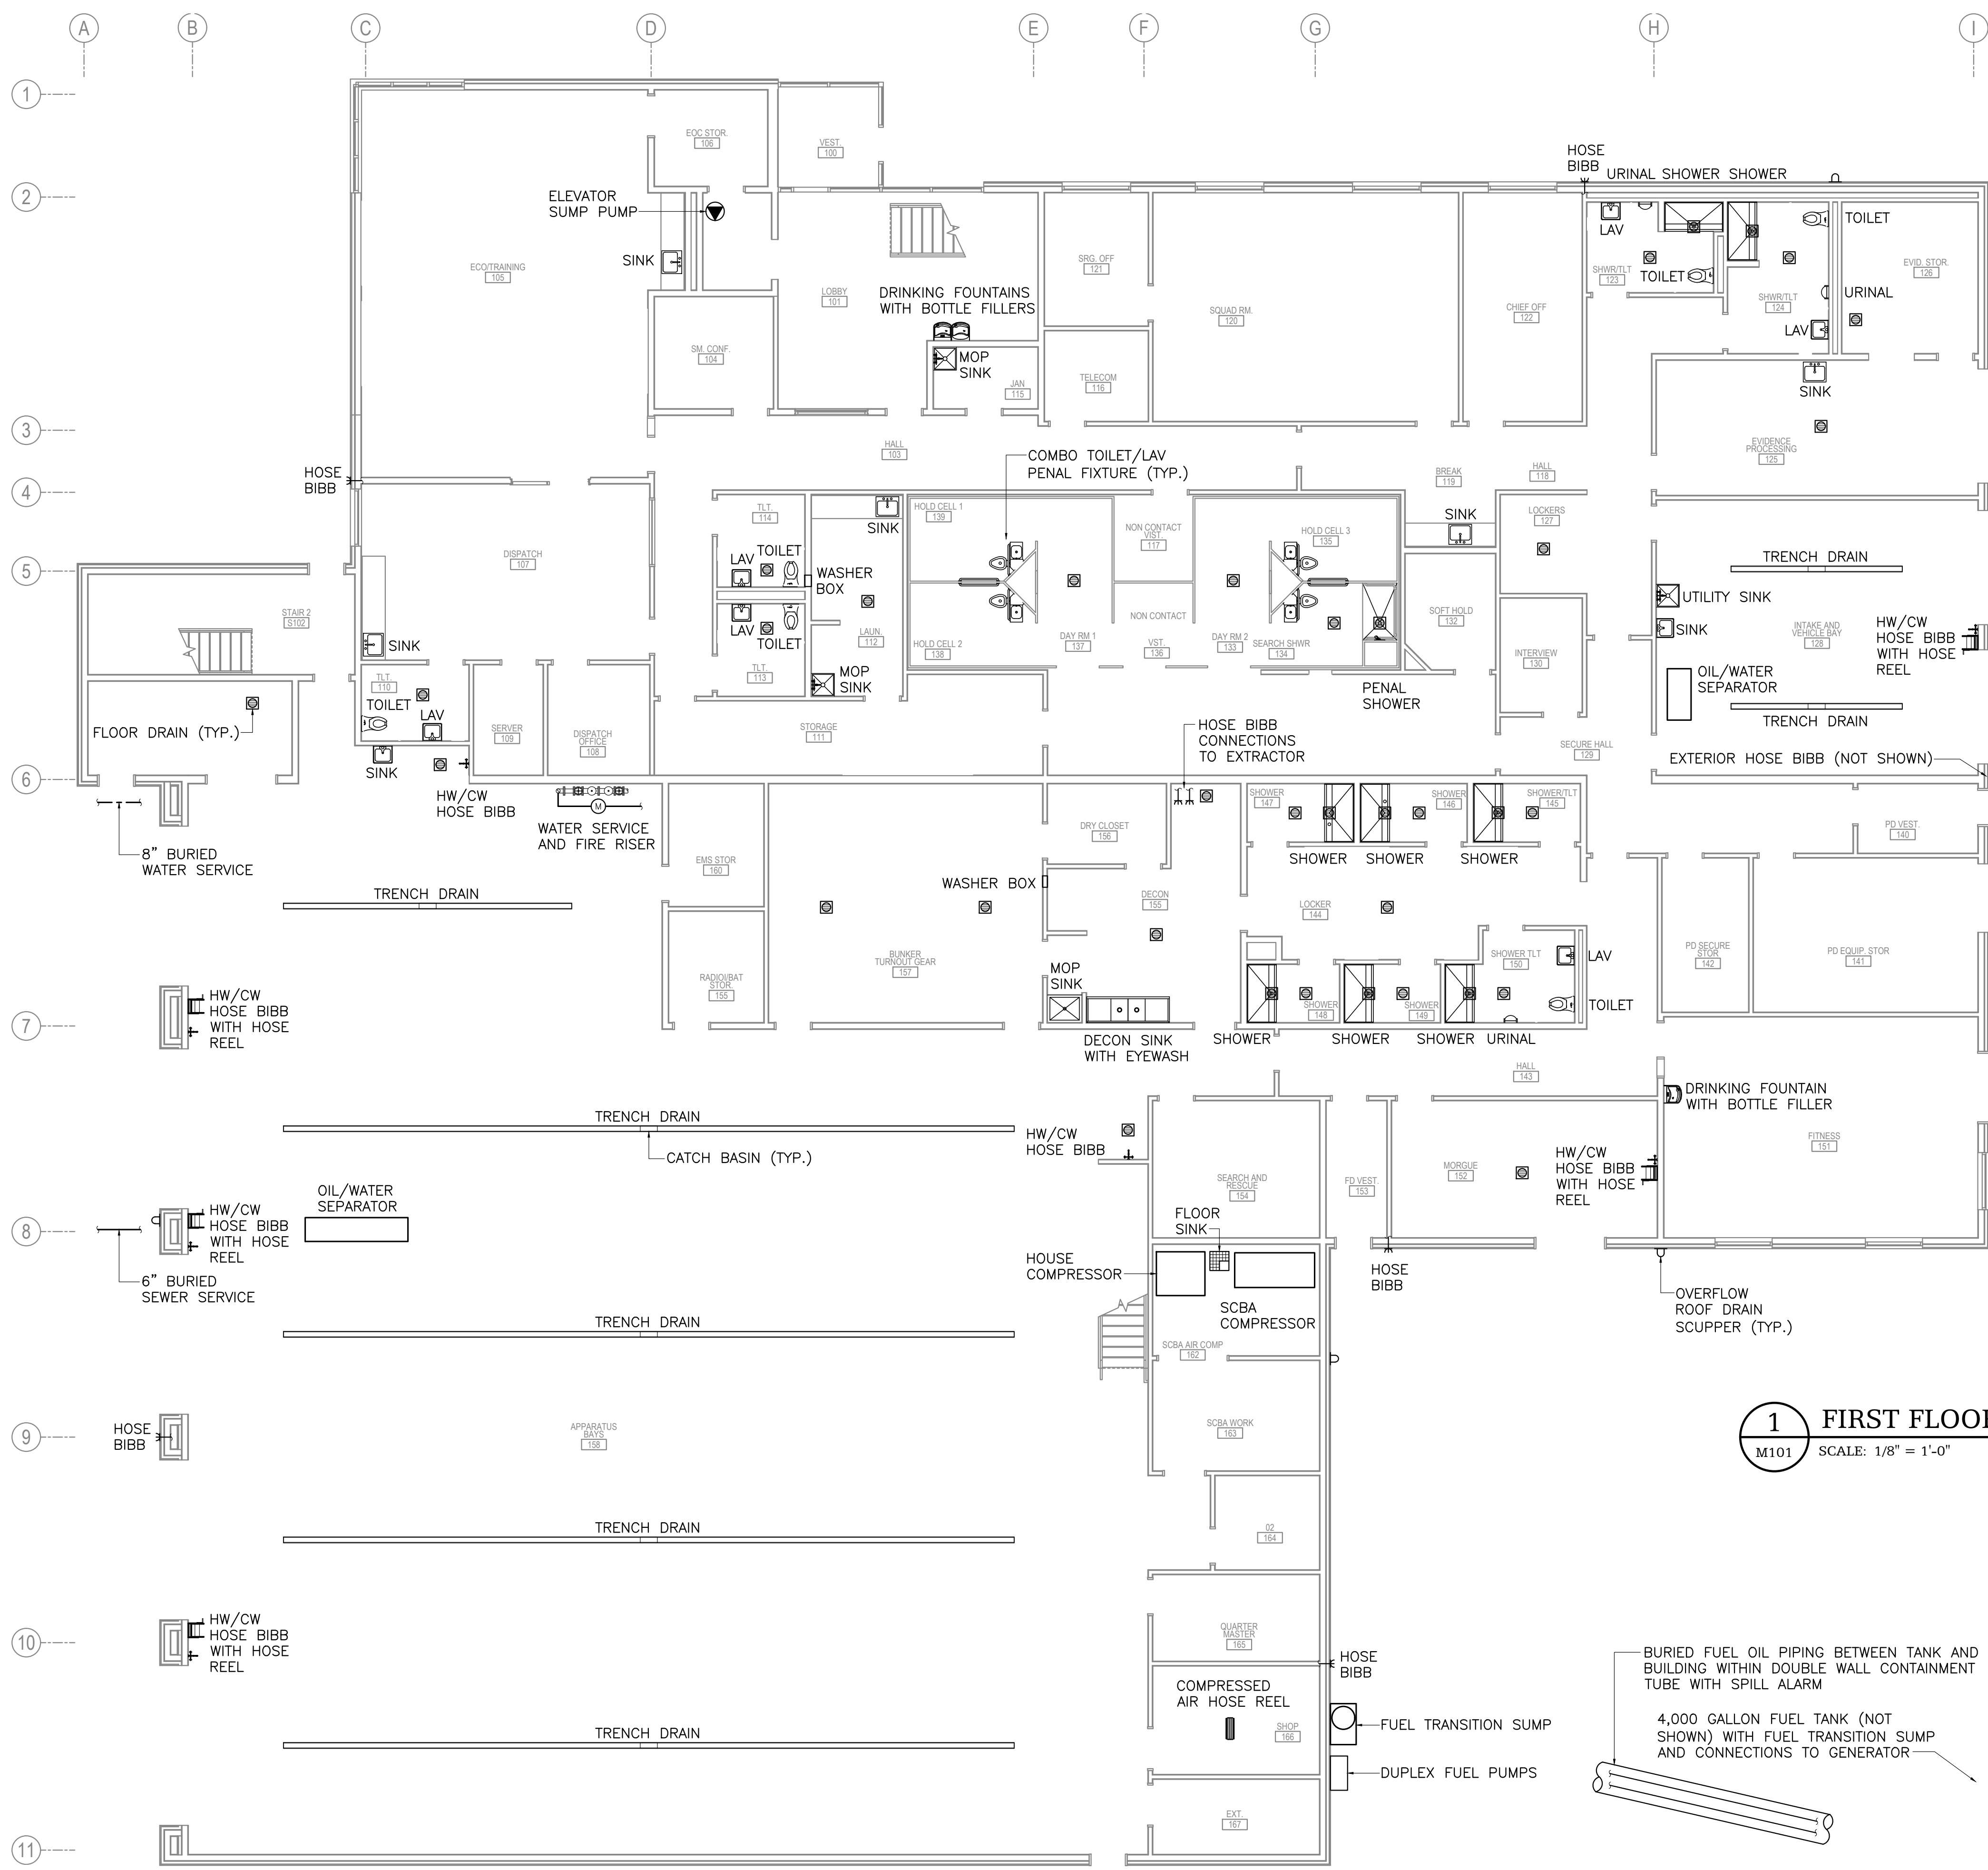 A
B
C
D
E
F
G
H
I
1
2
3
4
5
6
7
8
9
10
11
EOC STOR.
106
VEST.
100
HOSE
BIBB
URINAL SHOWER SHOWER
ELEVATOR
SUMP PUMP
SINK
ECO/TRAINING
105
LOBBY
101
DRINKING FOUNTAINS
WITH BOTTLE FILLERS
SRG. OFF
121
SQUAD RM.
120
CHIEF OFF
122
LAV
SHWR/TLT
123
TOILET
SHWR/TLT
124
LAV
TOILET
URINAL
EVID. STOR.
126
SM. CONF.
104
MOP
SINK
JAN
115
TELECOM
116
SINK
EVIDENCE
PROCESSING
125
HALL
103
COMBO TOILET/LAV
PENAL FIXTURE (TYP.)
BREAK
119
HALL
118
HOSE
BIBB
TLT.
114
SINK
HOLD CELL 1
139
NON CONTACT
VIST.
117
HOLD CELL 3
135
SINK
LOCKERS
127
DISPATCH
107
LAV
TOILET
WASHER
BOX
TRENCH DRAIN
STAIR 2
S102
SINK
LAV
TOILET
LAUN.
112
HOLD CELL 2
138
DAY RM 1
137
NON CONTACT
VST.
136
DAY RM 2
133
SEARCH SHWR
134
SOFT HOLD
132
INTERVIEW
130
UTILITY SINK
SINK
INTAKE AND
VEHICLE BAY
128
HW/CW
HOSE BIBB
WITH HOSE
REEL
TLT.
110
TOILET
LAV
TLT.
113
MOP
SINK
PENAL
SHOWER
OIL/WATER
SEPARATOR
TRENCH DRAIN
FLOOR DRAIN (TYP.)
SERVER
109
DISPATCH
OFFICE
108
STORAGE
111
HOSE BIBB
CONNECTIONS
TO EXTRACTOR
SECURE HALL
129
EXTERIOR HOSE BIBB (NOT SHOWN)
SINK
HW/CW
HOSE BIBB
M
WATER SERVICE
AND FIRE RISER
8" BURIED
WATER SERVICE
EMS STOR
160
DRY CLOSET
156
SHOWER
147
SHOWER
146
SHOWER/TLT
145
PD VEST.
140
SHOWER
SHOWER
SHOWER
TRENCH DRAIN
WASHER BOX
DECON
155
LOCKER
144
BUNKER
TURNOUT GEAR
157
RADIO/BAT
STOR.
155
SHOWER TLT
150
LAV
PD SECURE
STOR
142
PD EQUIP. STOR
141
HW/CW
HOSE BIBB
WITH HOSE
REEL
MOP
SINK
SHOWER
148
SHOWER
149
TOILET
DECON SINK
WITH EYEWASH
SHOWER
SHOWER
SHOWER
URINAL
HALL
143
DRINKING FOUNTAIN
WITH BOTTLE FILLER
TRENCH DRAIN
CATCH BASIN (TYP.)
HW/CW
HOSE BIBB
FITNESS
151
OIL/WATER
SEPARATOR
HW/CW
HOSE BIBB
WITH HOSE
REEL
SEARCH AND
RESCUE
154
FD VEST.
153
MORGUE
152
HW/CW
HOSE BIBB
WITH HOSE
REEL
FLOOR
SINK
6" BURIED
SEWER SERVICE
HOUSE
COMPRESSOR
HOSE
BIBB
SCBA
COMPRESSOR
OVERFLOW
ROOF DRAIN
SCUPPER (TYP.)
TRENCH DRAIN
SCBA AIR COMP
162
HOSE
BIBB
APPARATUS
BAYS
158
SCBA WORK
163
1
M101
FIRST FLOO
SCALE: 1/8" = 1'-0"
TRENCH DRAIN
02
164
HW/CW
HOSE BIBB
WITH HOSE
REEL
QUARTER
MASTER
165
HOSE
BIBB
COMPRESSED
AIR HOSE REEL
SHOP
166
TRENCH DRAIN
FUEL TRANSITION SUMP
DUPLEX FUEL PUMPS
EXT.
167
BURIED FUEL OIL PIPING BETWEEN TANK AND
BUILDING WITHIN DOUBLE WALL CONTAINMENT
TUBE WITH SPILL ALARM
4,000 GALLON FUEL TANK (NOT
SHOWN) WITH FUEL TRANSITION SUMP
AND CONNECTIONS TO GENERATOR